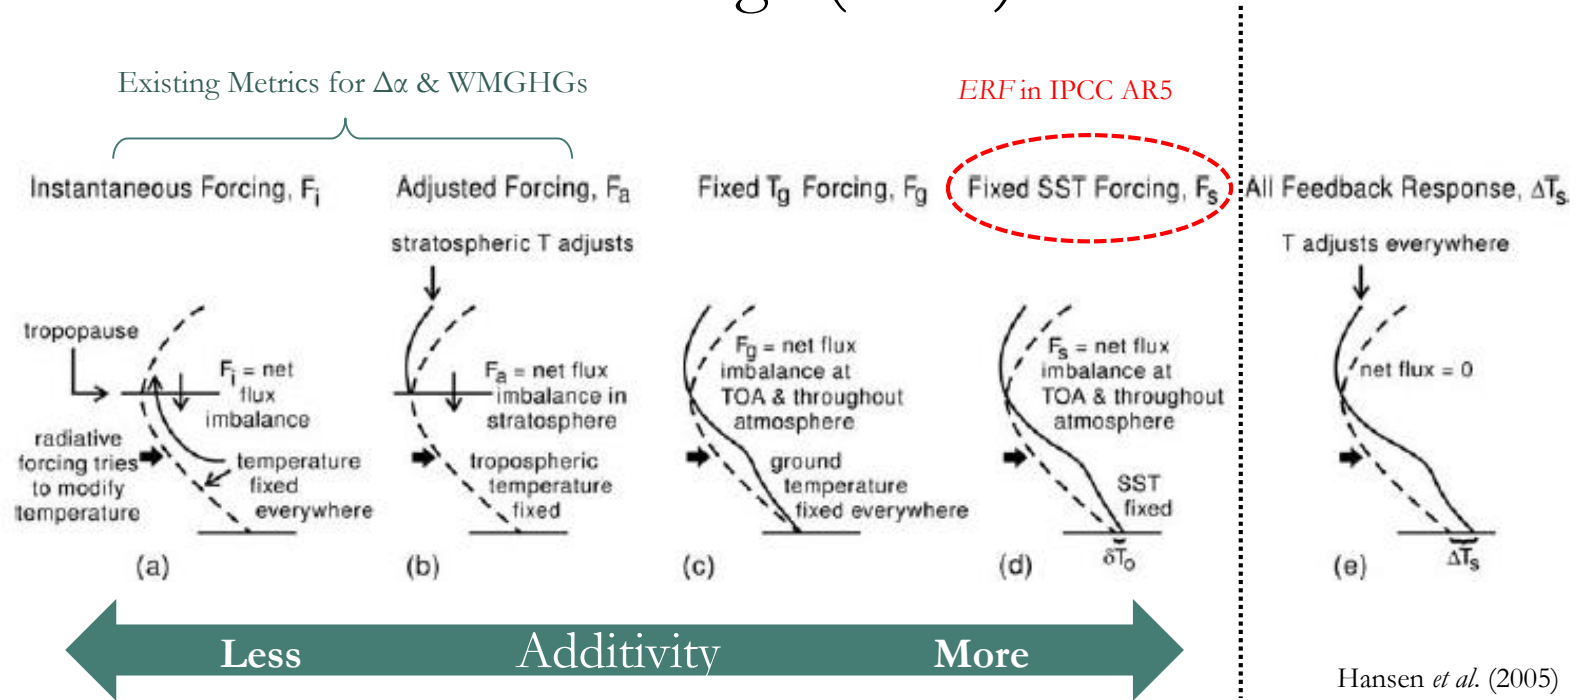 Existing Metrics for Δα & WMGHGs
ERF in IPCC AR5
Instantaneous Forcing, Fi
Adjusted Forcing, Fa
Fixed Tg Forcing, Fg
Fixed SST Forcing, Fs
All Feedback Response, ΔTs
stratospheric T adjusts
T adjusts everywhere
tropopause
Fi = net
flux
imbalance
radiative
forcing tries
to modify
temperature
temperature
fixed
everywhere
(a)
Fa = net flux
imbalance in
stratosphere
tropospheric
temperature
fixed
(b)
Fg = net flux
imbalance at
TOA & throughout
atmosphere
ground
temperature
fixed everywhere
(c)
Fs = net flux
imbalance at
TOA & throughout
atmosphere
SST
fixed
(d)
δTo
net flux = 0
(e)
ΔTs
Less
Additivity
More
Hansen et al. (2005)